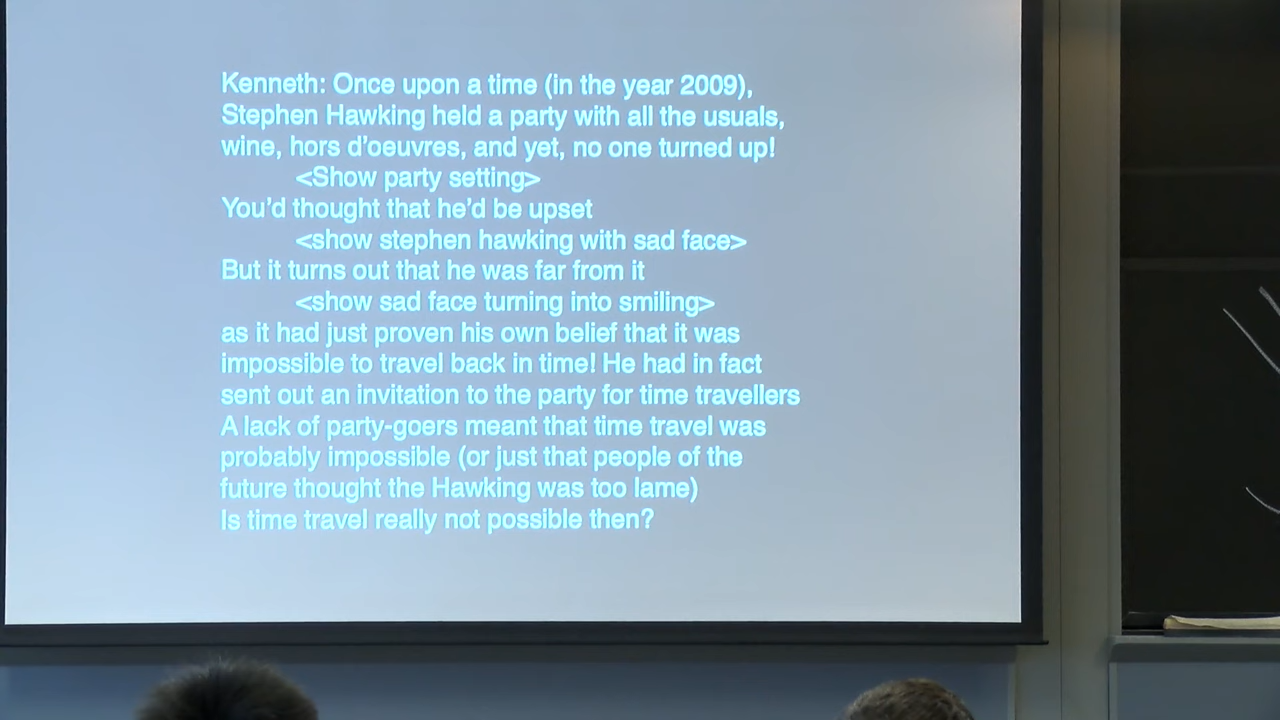 Kenneth: Once upon a time (in the year 2009),
Stephen Hawking held a party with all the usuals,
wine, hors d'oeuvres, and yet, no one turned up!
<Show party setting>
You'd thought that he'd be upset
<show stephen hawking with sad face>
But it turns out that he was far from it
<show sad face turning into smiling>
as it had just proven his own belief that it was
impossible to travel back in time! He had in fact
sent out an invitation to the party for time travellers
A lack of party-goers meant that time travel was
probably impossible (or just that people of the
future thought the Hawking was too lame)
Is time travel really not possible then?